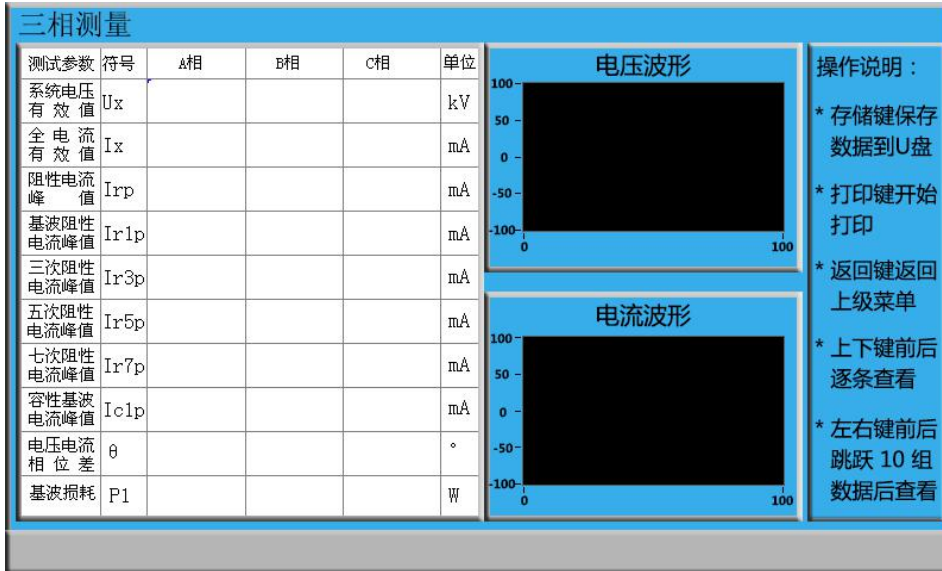 三相测量
测试参数 符号 A相 B相 C相 单位
系统电压
有 效 值 Ux kV
全 电 流
有 效 值 Ix mA
阻性电流
峰 值 Irp mA
基波阻性
电流峰值 Ir1p mA
三次阻性
电流峰值 Ir3p mA
五次阻性
电流峰值 Ir5p mA
七次阻性
电流峰值 Ir7p mA
容性基波
电流峰值 Ic1p mA
电压电流
相 位 差 θ °
基波损耗 P1 W
电压波形
100
50
0
-50
-100
0 100
电流波形
100
50
0
-50
-100
0 100
操作说明：
* 存储键保存
数据到U盘
* 打印键开始
打印
* 返回键返回
上级菜单
* 上下键前后
逐条查看
* 左右键前后
跳跃 10 组
数据后查看